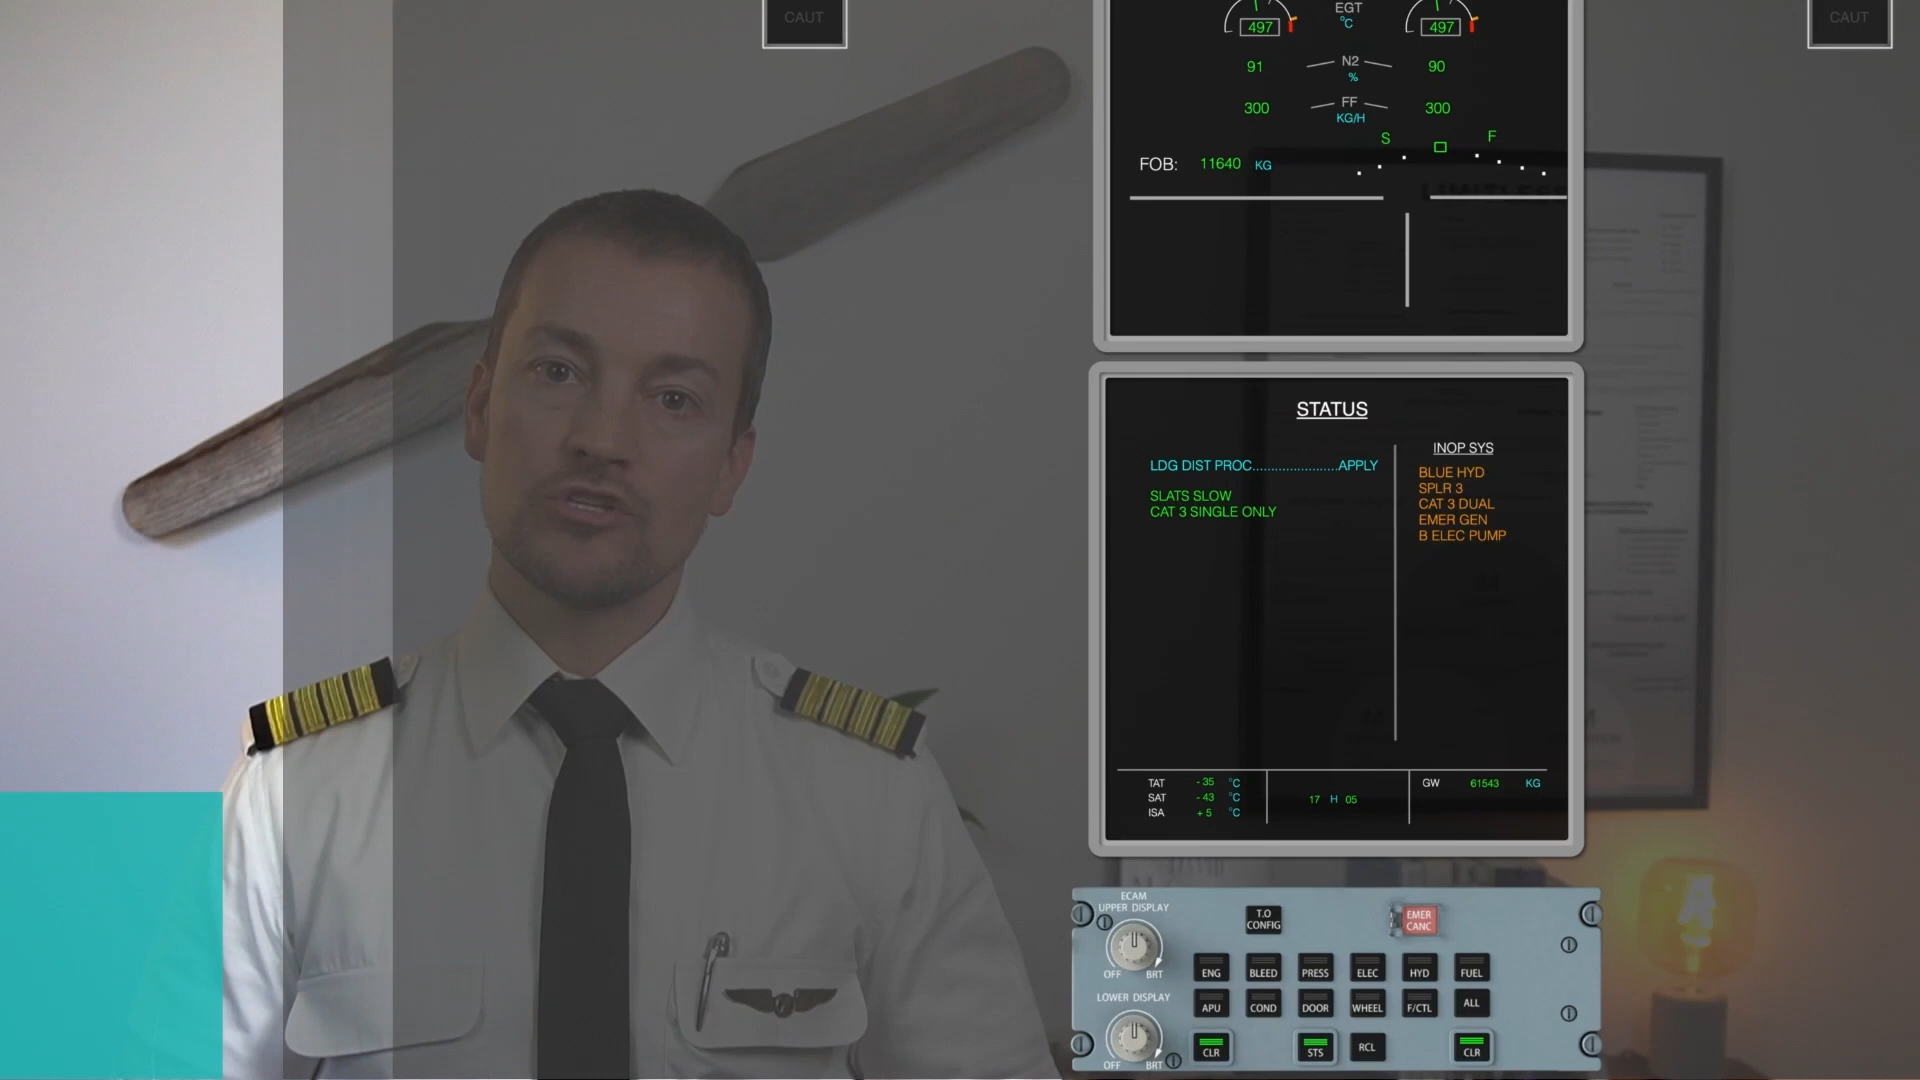 CAUT
CAUT
EGT
°C
497
497
91
N2
%
90
300
FF
KG/H
300
S
F
FOB: 11640 KG
LIMITLESS
STATUS
LDG DIST PROC......................APPLY
SLATS SLOW
CAT 3 SINGLE ONLY
INOP SYS
BLUE HYD
SPLR 3
CAT 3 DUAL
EMER GEN
B ELEC PUMP
TAT -35 °C
SAT -43 °C
ISA +5 °C
17 H 05
GW 61543 KG
ECAM
UPPER DISPLAY
OFF BRT
T.O
CONFIG
EMER
CANC
ENG BLEED PRESS ELEC HYD FUEL
LOWER DISPLAY
OFF BRT
APU COND DOOR WHEEL F/CTL ALL
CLR STS RCL CLR